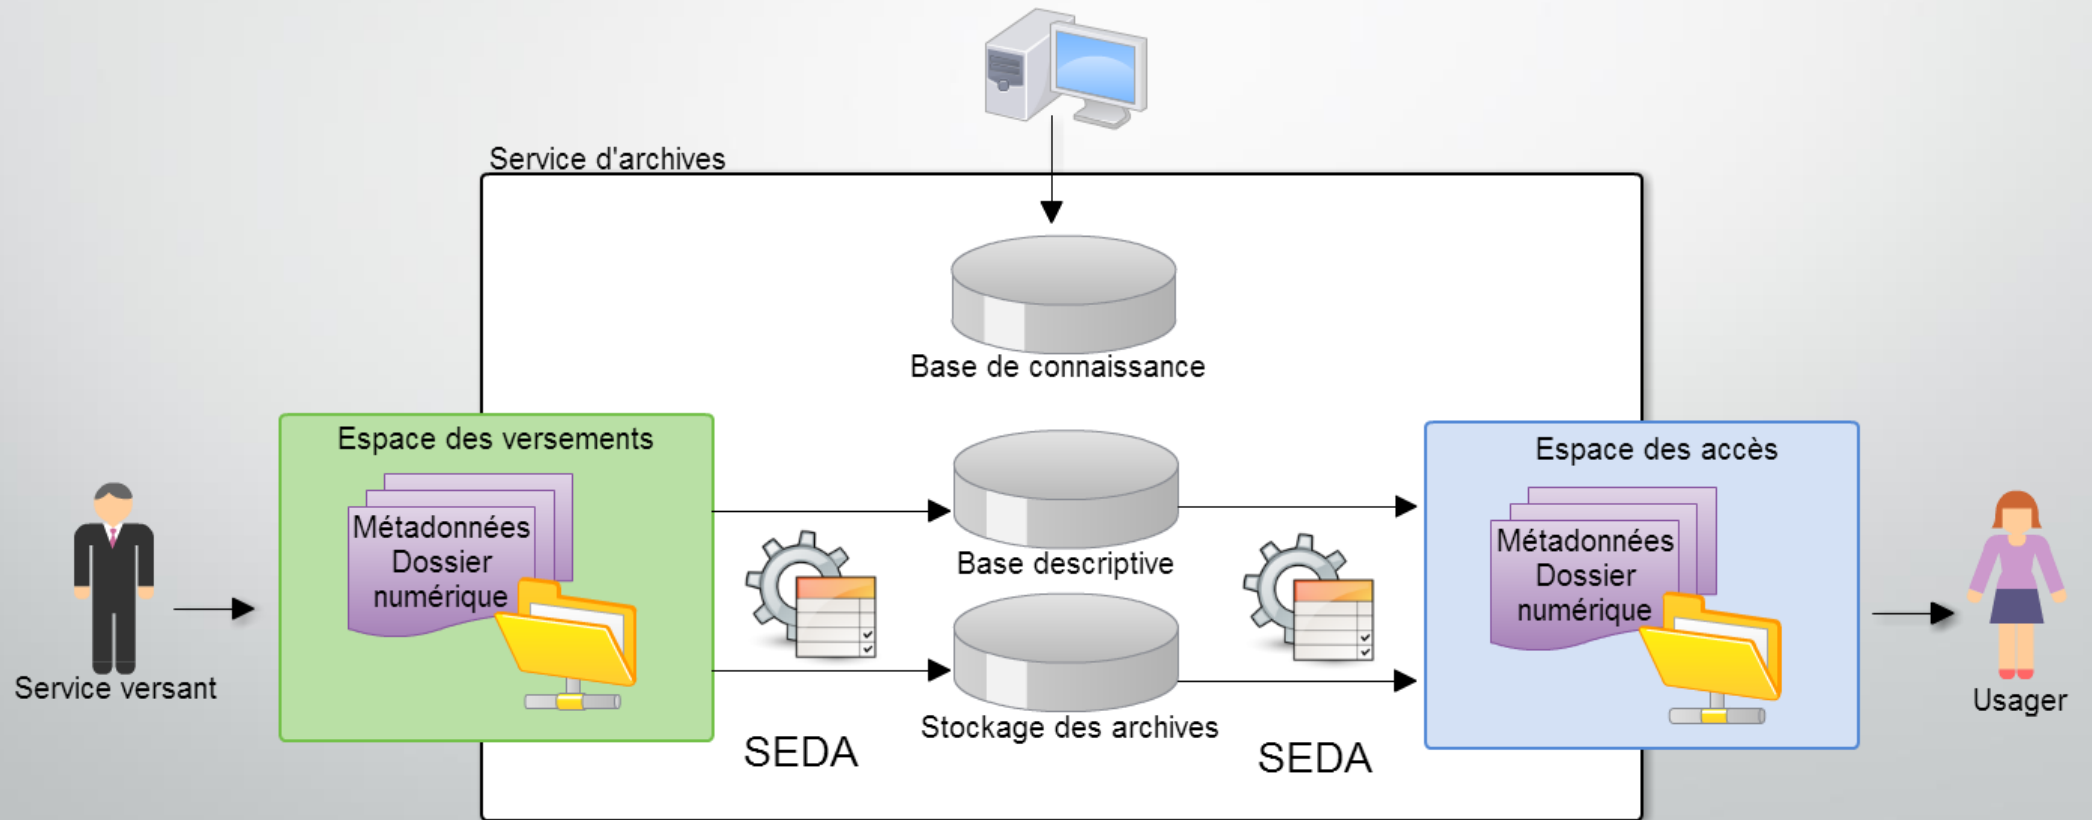 Service d'archives
Base de connaissance
Espace des versements
Métadonnées
Dossier
numérique
Service versant
Base descriptive
Stockage des archives
SEDA
SEDA
Espace des accès
Métadonnées
Dossier
numérique
Usager